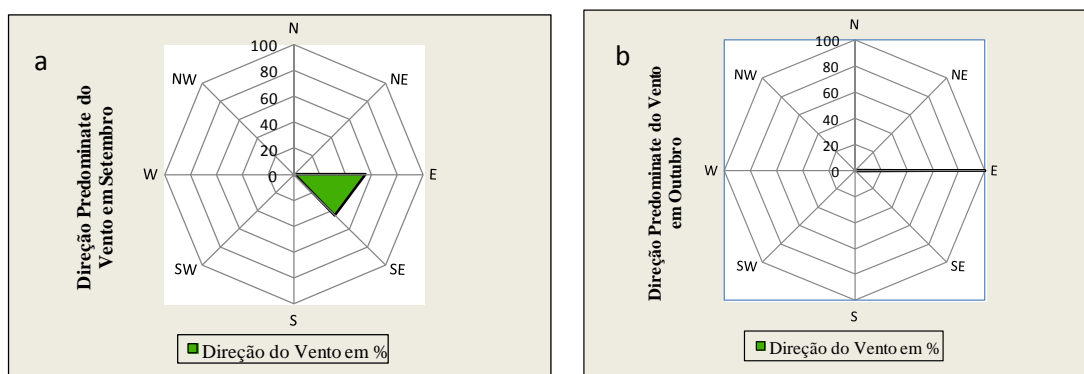 a
Direção Predominate do
Vento em Setembro
N
NE
E
SE
S
SW
W
NW
100
80
60
40
20
0
Direção do Vento em %
b
Direção Predominate do Vento
em Outubro
N
NE
E
SE
S
SW
W
NW
100
80
60
40
20
0
Direção do Vento em %